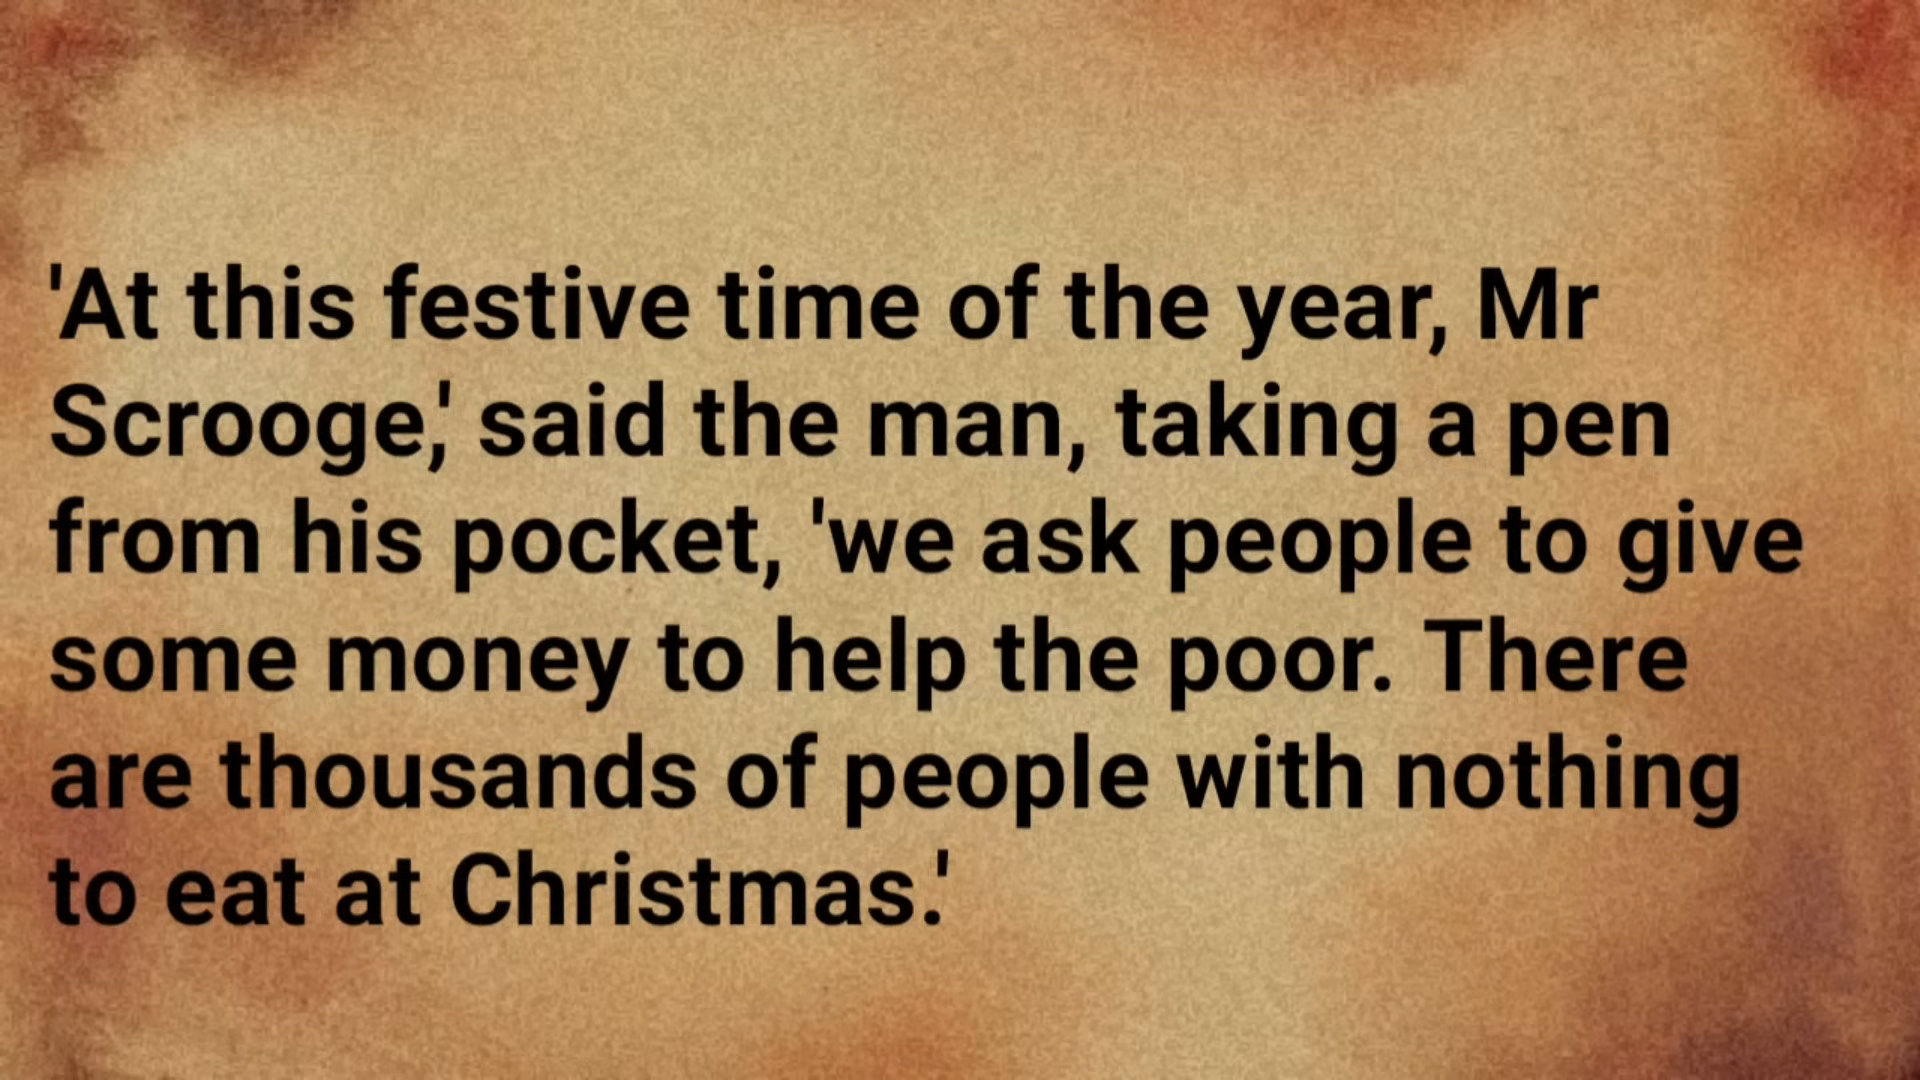 'At this festive time of the year, Mr
Scrooge,' said the man, taking a pen
from his pocket, 'we ask people to give
some money to help the poor. There
are thousands of people with nothing
to eat at Christmas.'